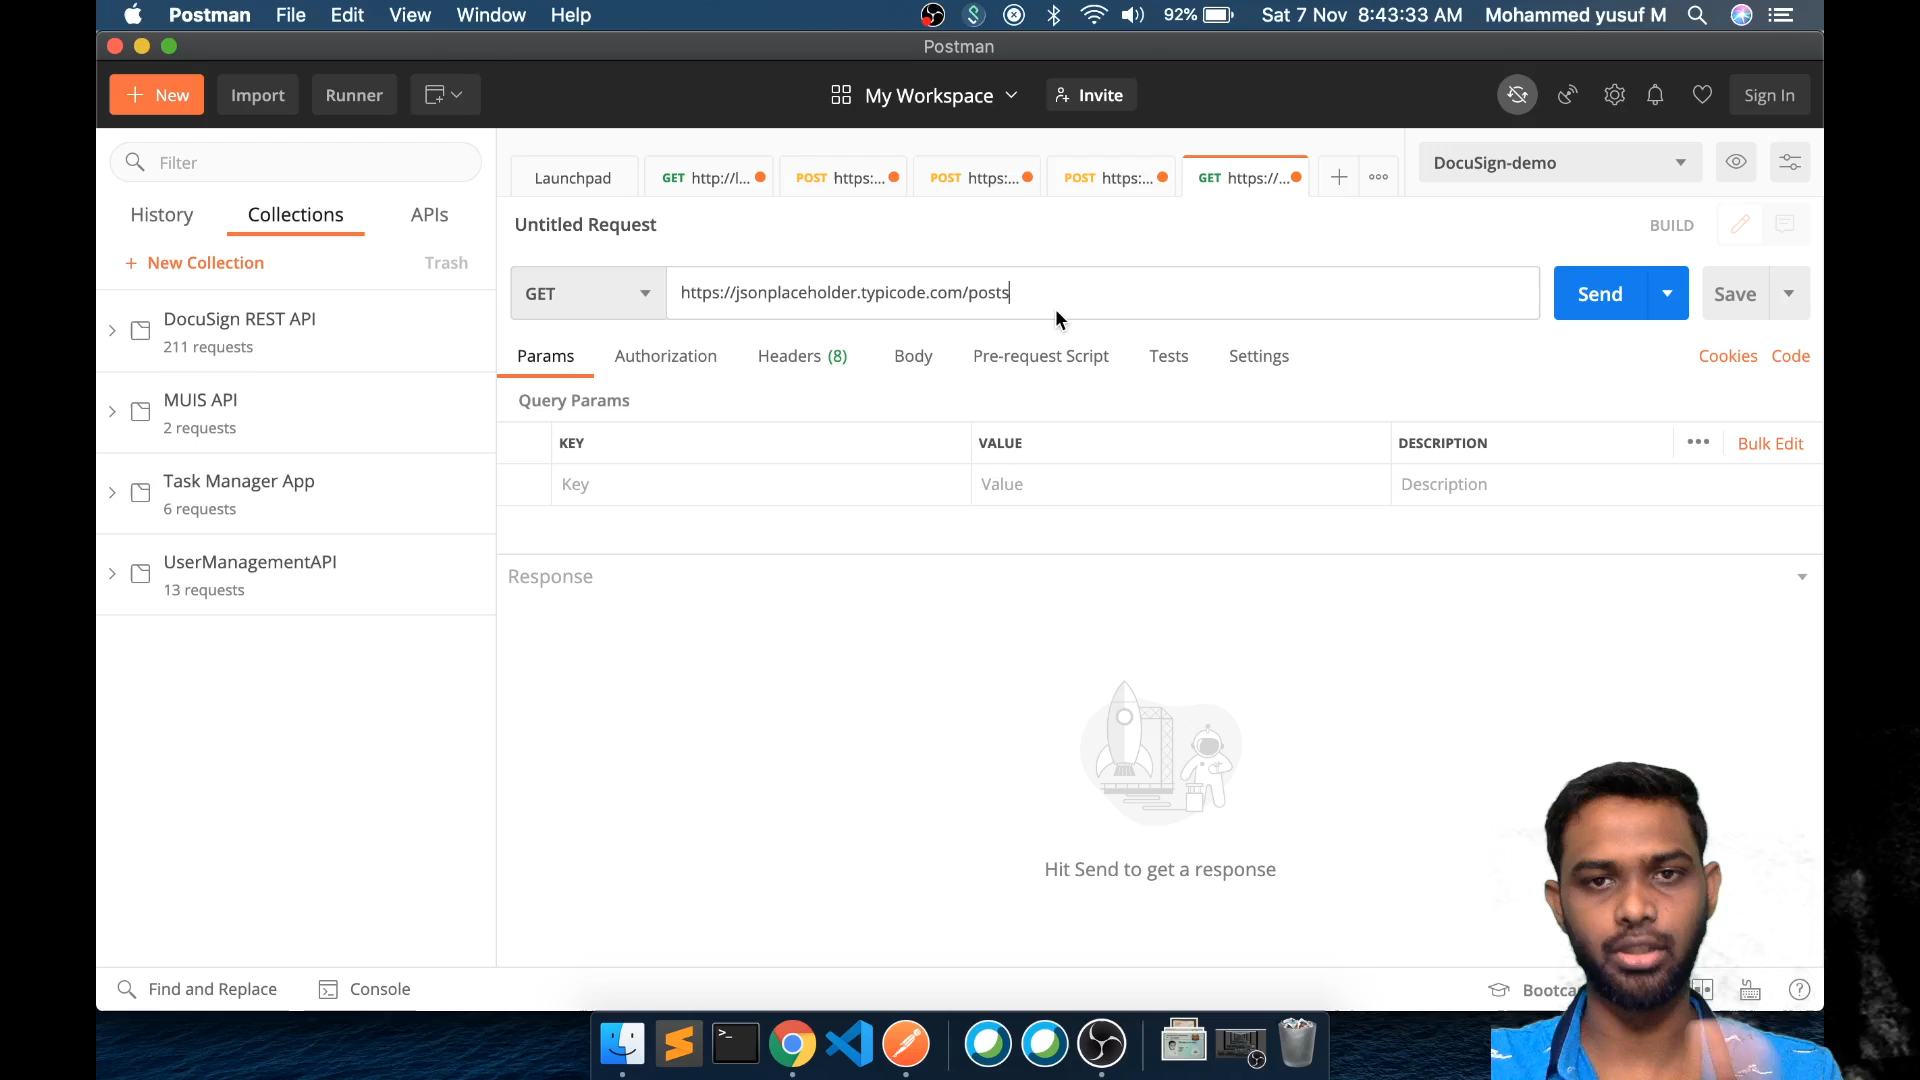 Postman File Edit View Window Help 92% Sat 7 Nov 8:43:33 AM Mohammed yusuf M
Postman
+ New Import Runner My Workspace Invite Sign In
Filter
History Collections APIs
+ New Collection Trash
DocuSign REST API
211 requests
MUIS API
2 requests
Task Manager App
6 requests
UserManagementAPI
13 requests
Launchpad GET http://l... POST https:... POST https:... POST https:... GET https://...
DocuSign-demo
Untitled Request BUILD
GET https://jsonplaceholder.typicode.com/posts Send Save
Params Authorization Headers (8) Body Pre-request Script Tests Settings Cookies Code
Query Params
KEY VALUE DESCRIPTION Bulk Edit
Key Value Description
Response
Hit Send to get a response
Find and Replace Console